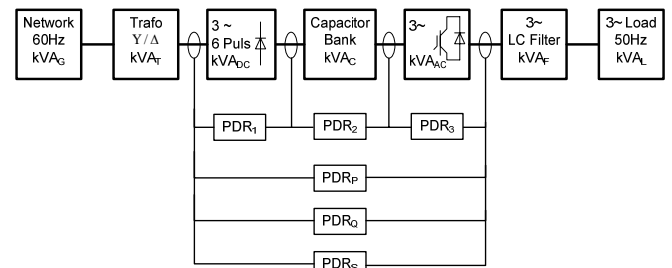 Network
60Hz
kVA_G
Trafo
Y/Δ
kVA_T
3 ~
6 Puls
kVA_DC
Capacitor
Bank
kVA_C
3~
kVA_AC
3~
LC Filter
kVA_F
3~ Load
50Hz
kVA_L
PDR_1
PDR_2
PDR_3
PDR_P
PDR_Q
PDR_S